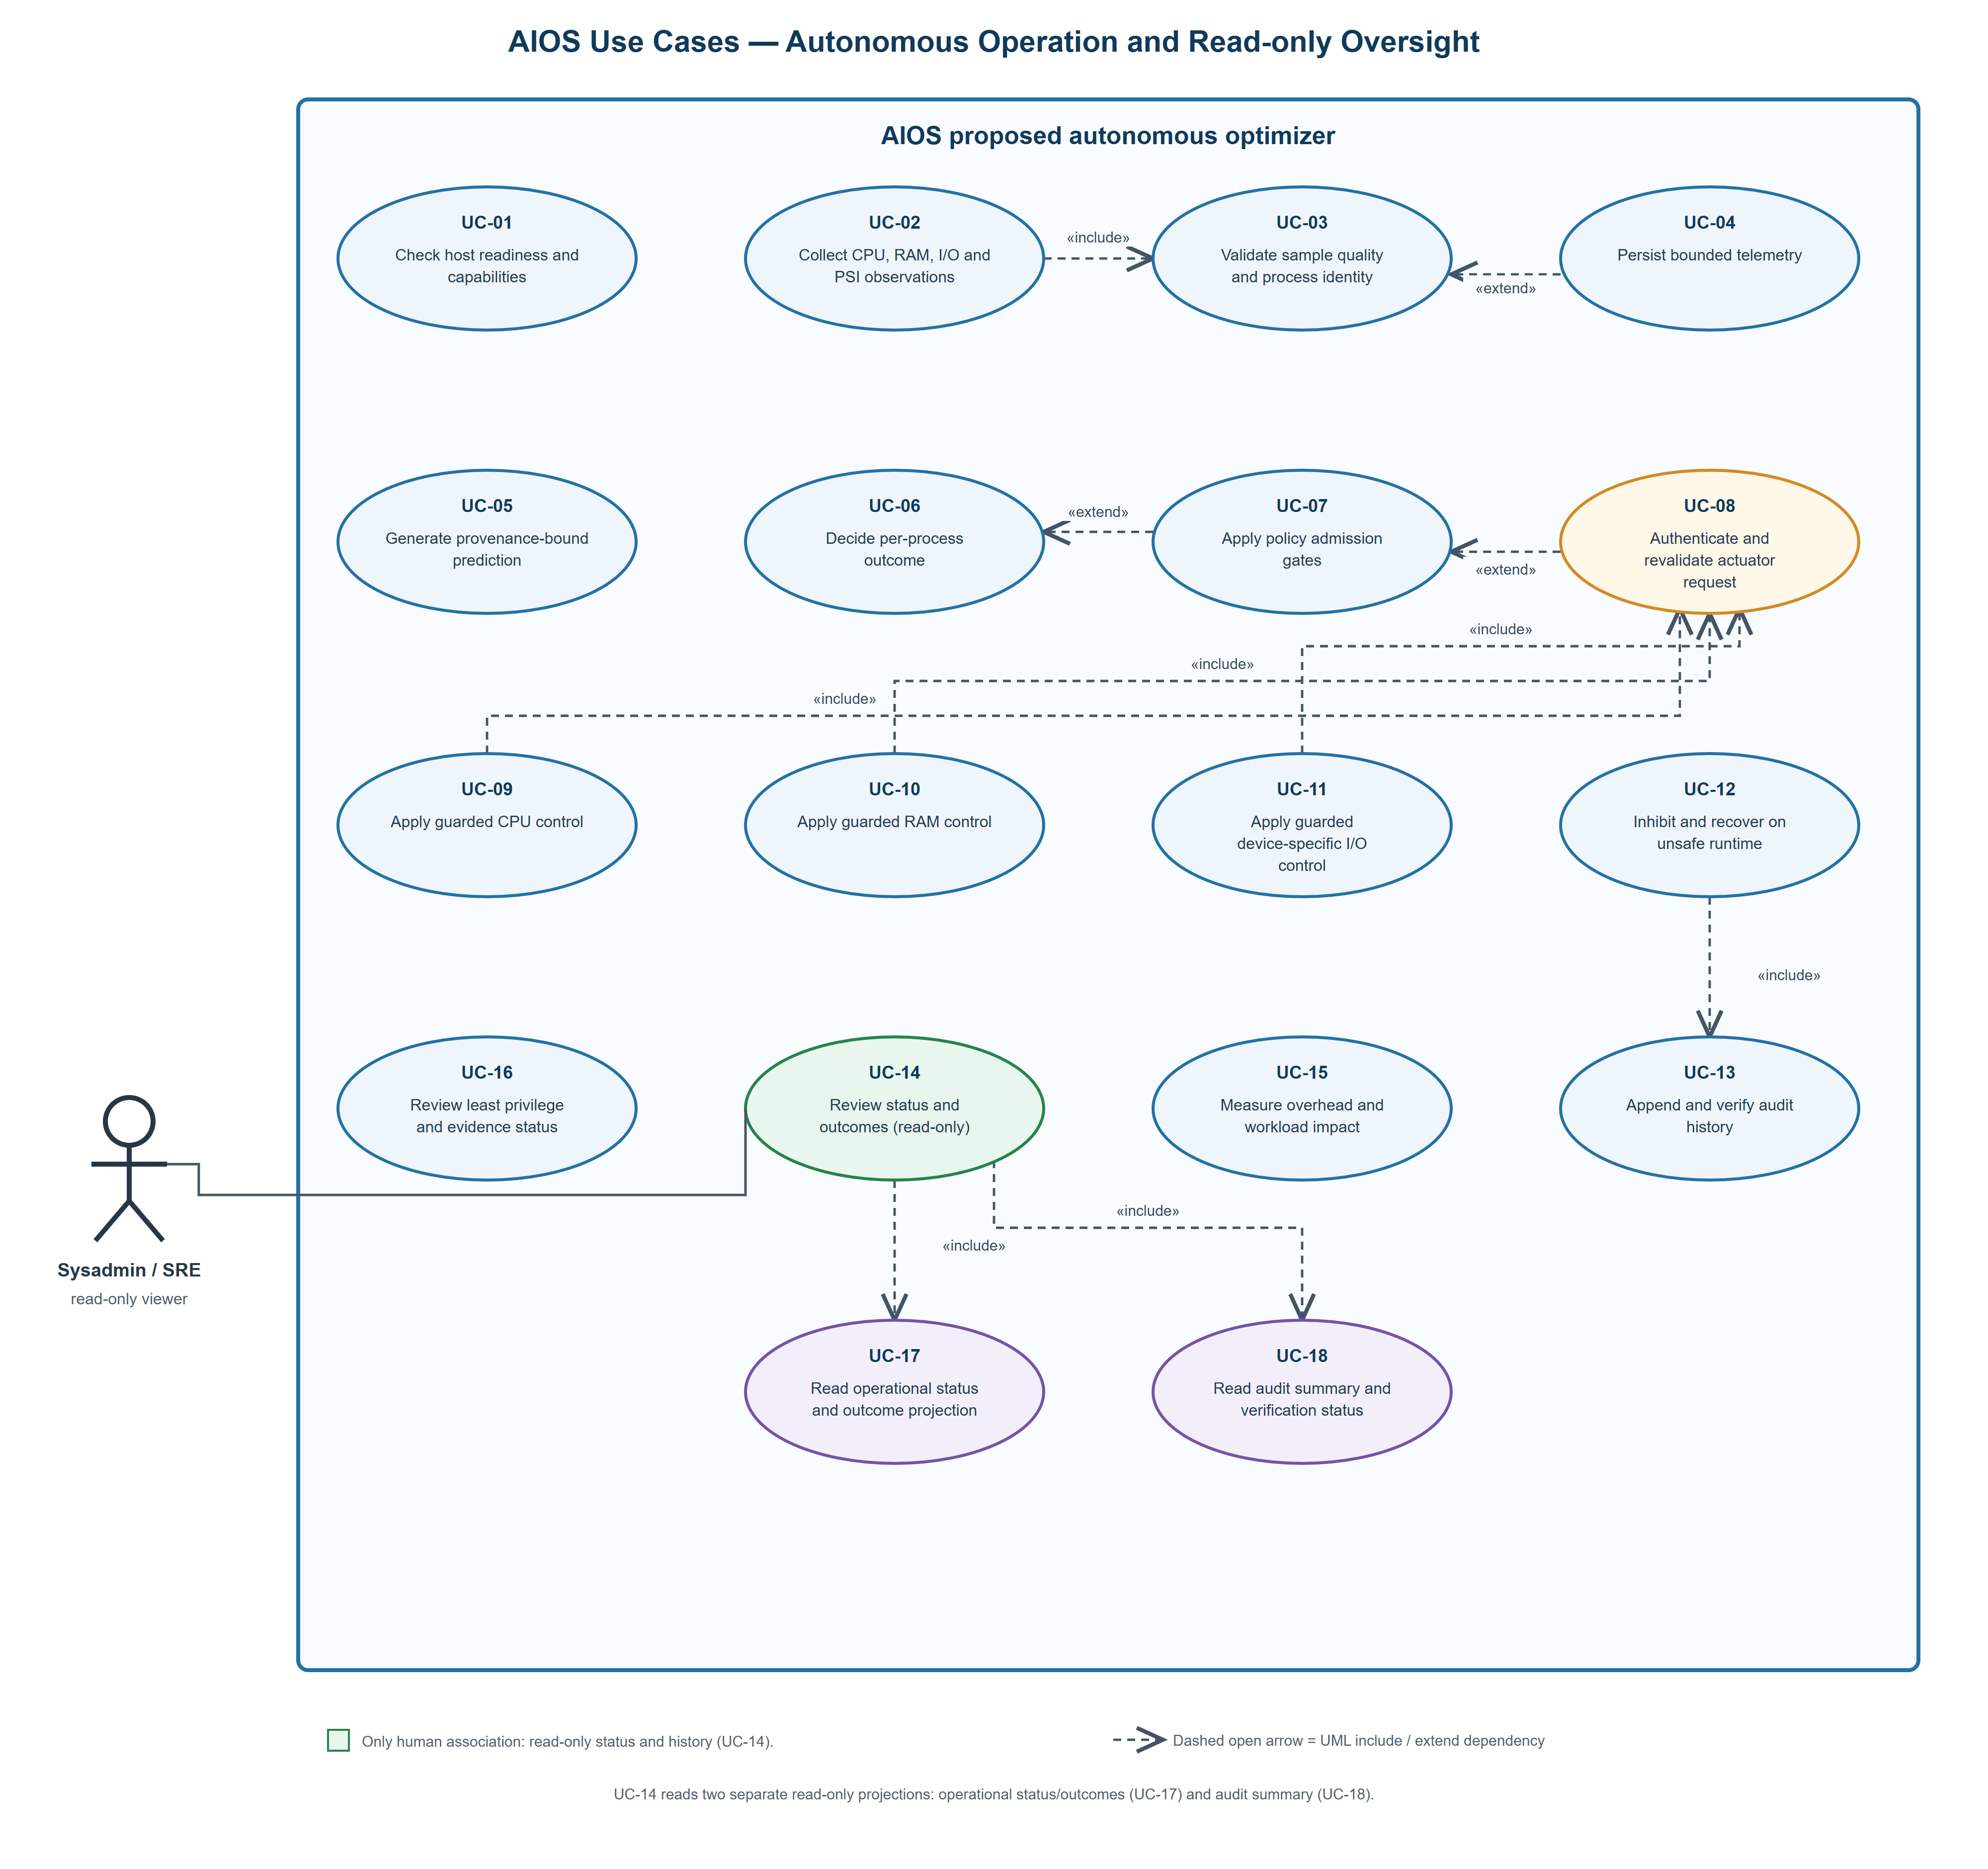 AIOS Use Cases — Autonomous Operation and Read-only Oversight
AIOS proposed autonomous optimizer
UC-01
Check host readiness and
capabilities
UC-02
Collect CPU, RAM, I/O and
PSI observations
«include»
UC-03
Validate sample quality
and process identity
«extend»
UC-04
Persist bounded telemetry
UC-05
Generate provenance-bound
prediction
UC-06
Decide per-process
outcome
«extend»
UC-07
Apply policy admission
gates
«extend»
UC-08
Authenticate and
revalidate actuator
request
«include»
«include»
«include»
UC-09
Apply guarded CPU control
UC-10
Apply guarded RAM control
UC-11
Apply guarded
device-specific I/O
control
UC-12
Inhibit and recover on
unsafe runtime
«include»
UC-16
Review least privilege
and evidence status
UC-14
Review status and
outcomes (read-only)
UC-15
Measure overhead and
workload impact
UC-13
Append and verify audit
history
Sysadmin / SRE
read-only viewer
«include»
«include»
UC-17
Read operational status
and outcome projection
UC-18
Read audit summary and
verification status
Only human association: read-only status and history (UC-14).
Dashed open arrow = UML include / extend dependency
UC-14 reads two separate read-only projections: operational status/outcomes (UC-17) and audit summary (UC-18).